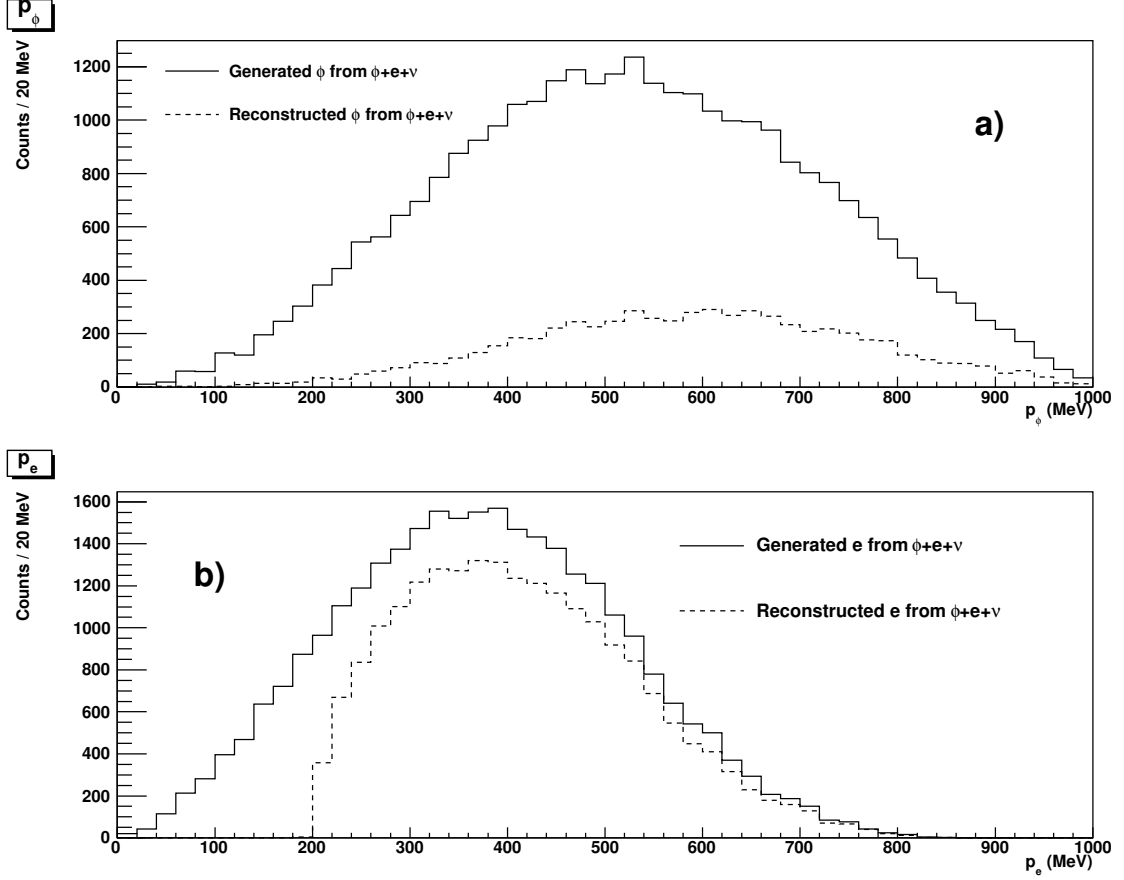 p_ϕ
Counts / 20 MeV
Generated ϕ from ϕ+e+ν
Reconstructed ϕ from ϕ+e+ν
a)
1200
1000
800
600
400
200
0
0 100 200 300 400 500 600 700 800 900 1000
p_ϕ (MeV)
p_e
Counts / 20 MeV
Generated e from ϕ+e+ν
Reconstructed e from ϕ+e+ν
b)
1600
1400
1200
1000
800
600
400
200
0
0 100 200 300 400 500 600 700 800 900 1000
p_e (MeV)